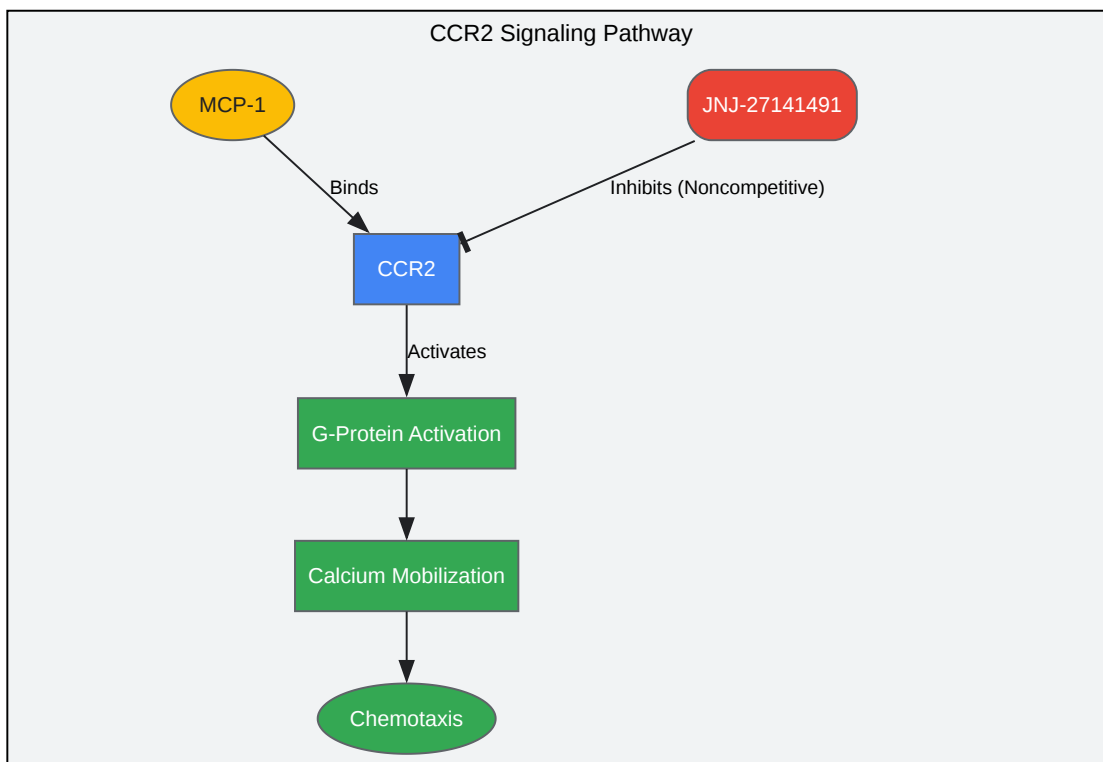 CCR2 Signaling Pathway
MCP-1
JNJ-27141491
Binds
Inhibits (Noncompetitive)
CCR2
Activates
G-Protein Activation
Calcium Mobilization
Chemotaxis